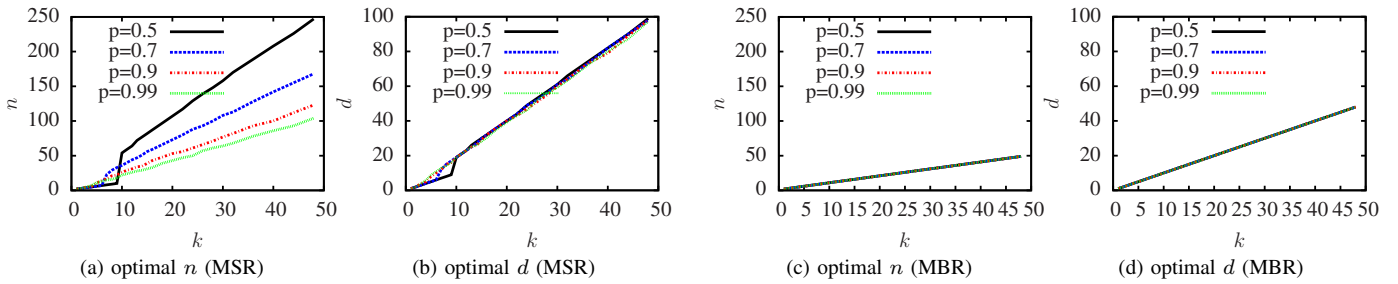 n
250
200
150
100
50
0
p=0.5
p=0.7
p=0.9
p=0.99
0 10 20 30 40 50
k
(a) optimal n (MSR)
d
100
80
60
40
20
0
p=0.5
p=0.7
p=0.9
p=0.99
0 10 20 30 40 50
k
(b) optimal d (MSR)
n
250
200
150
100
50
0
p=0.5
p=0.7
p=0.9
p=0.99
0 5 10 15 20 25 30 35 40 45 50
k
(c) optimal n (MBR)
d
100
80
60
40
20
0
p=0.5
p=0.7
p=0.9
p=0.99
0 5 10 15 20 25 30 35 40 45 50
k
(d) optimal d (MBR)